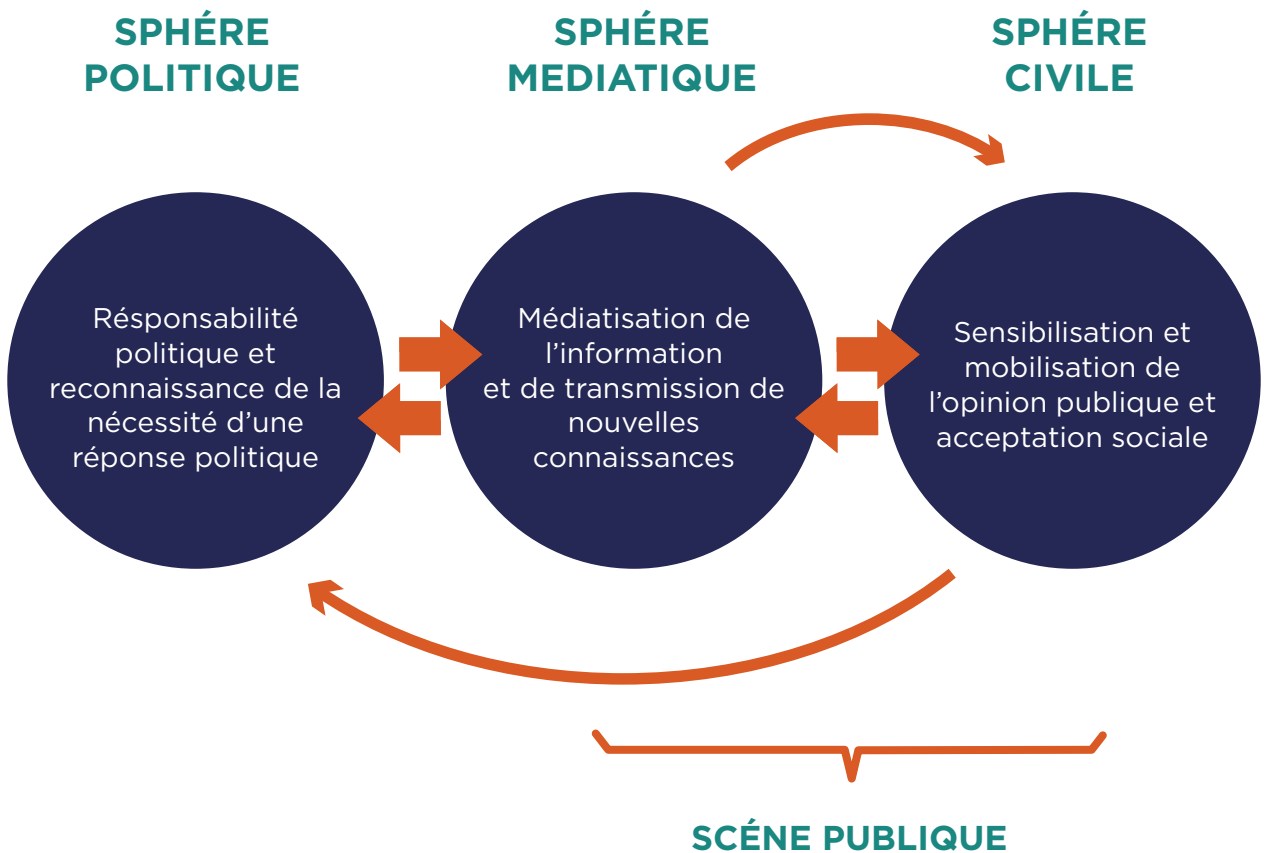 SPHÉRE
POLITIQUE
SPHÉRE
MEDIATIQUE
SPHÉRE
CIVILE
Résponsabilité
politique et
reconnaissance de la
nécessité d’une
réponse politique
Médiatisation de
l’information
et de transmission de
nouvelles
connaissances
Sensibilisation et
mobilisation de
l’opinion publique et
acceptation sociale
SCÉNE PUBLIQUE